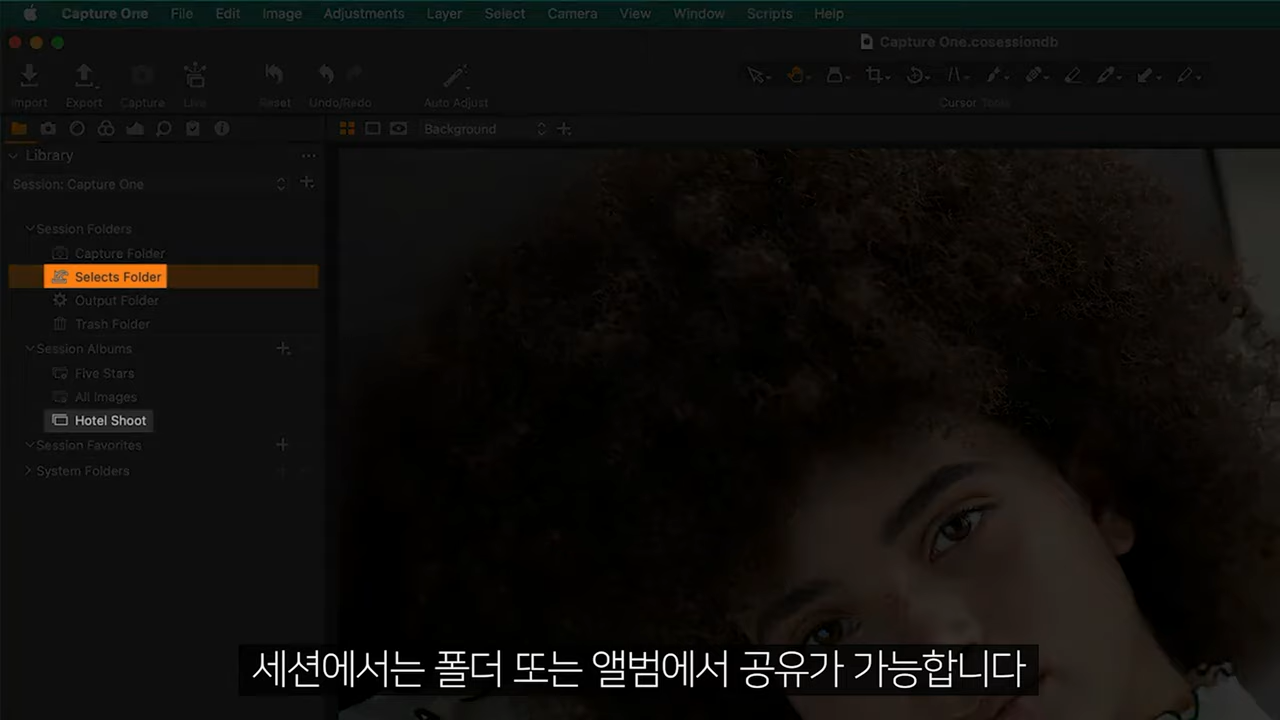 Capture One File Edit Image Adjustments Layer Select Camera View Window Scripts Help
Capture One.cosessiondb
Import Export Capture Live Reset Undo/Redo Auto Adjust Cursor Tools
Background
Library
Session: Capture One
Session Folders
Capture Folder
Selects Folder
Output Folder
Trash Folder
Session Albums
Five Stars
All Images
Hotel Shoot
Session Favorites
System Folders
세션에서는 폴더 또는 앨범에서 공유가 가능합니다